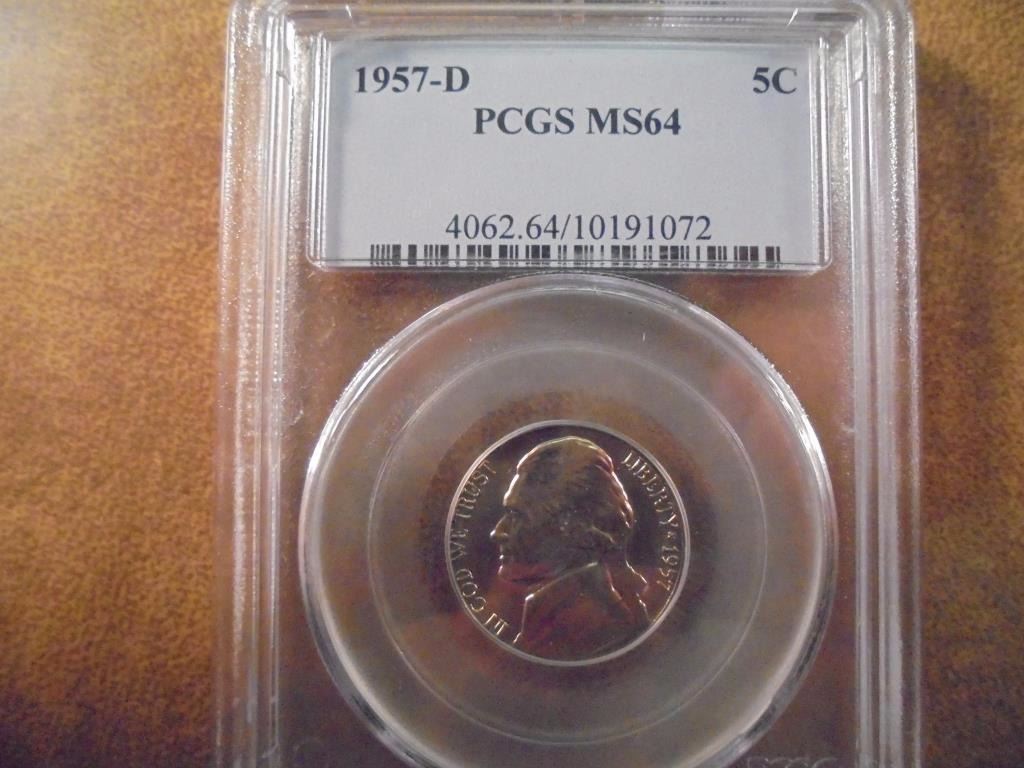 1957-D 5C
PCGS MS64
4062.64/10191072
IN GOD WE TRUST
LIBERTY * 1957